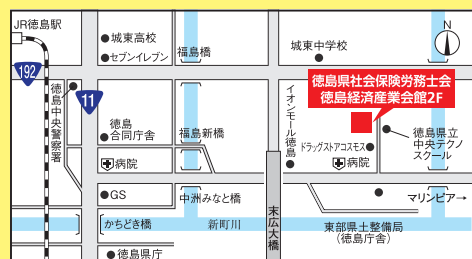 JR徳島駅
192
11
城東高校
セブンイレブン
福島橋
城東中学校
N
徳島県社会保険労務士会
徳島経済産業会館2F
徳島中央警察署
徳島
合同庁舎
福島新橋
イオンモール徳島
ドラッグストアコスモス
徳島県立
中央テクノ
スクール
病院
病院
GS
中洲みなと橋
末広大橋
マリンピア→
かちどき橋
新町川
東部県土整備局
(徳島庁舎)
徳島県庁